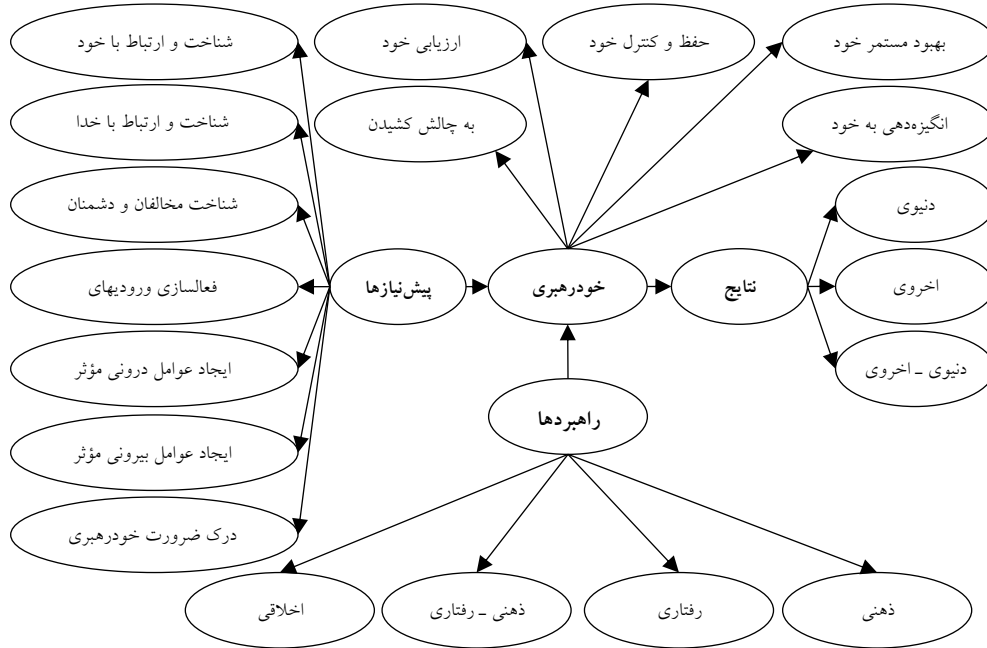 بهبود مستمر خود
حفظ و کنترل خود
ارزیابی خود
شناخت و ارتباط با خود
انگیزه‌دهی به خود
به چالش کشیدن
شناخت و ارتباط با خدا
دنیوی
شناخت مخالفان و دشمنان
اخروی
نتایج
خودرهبری
پیش‌نیازها
فعالسازی ورودیهای
دنیوی ـ اخروی
ایجاد عوامل درونی مؤثر
راهبردها
ایجاد عوامل بیرونی مؤثر
درک ضرورت خودرهبری
ذهنی
رفتاری
ذهنی ـ رفتاری
اخلاقی